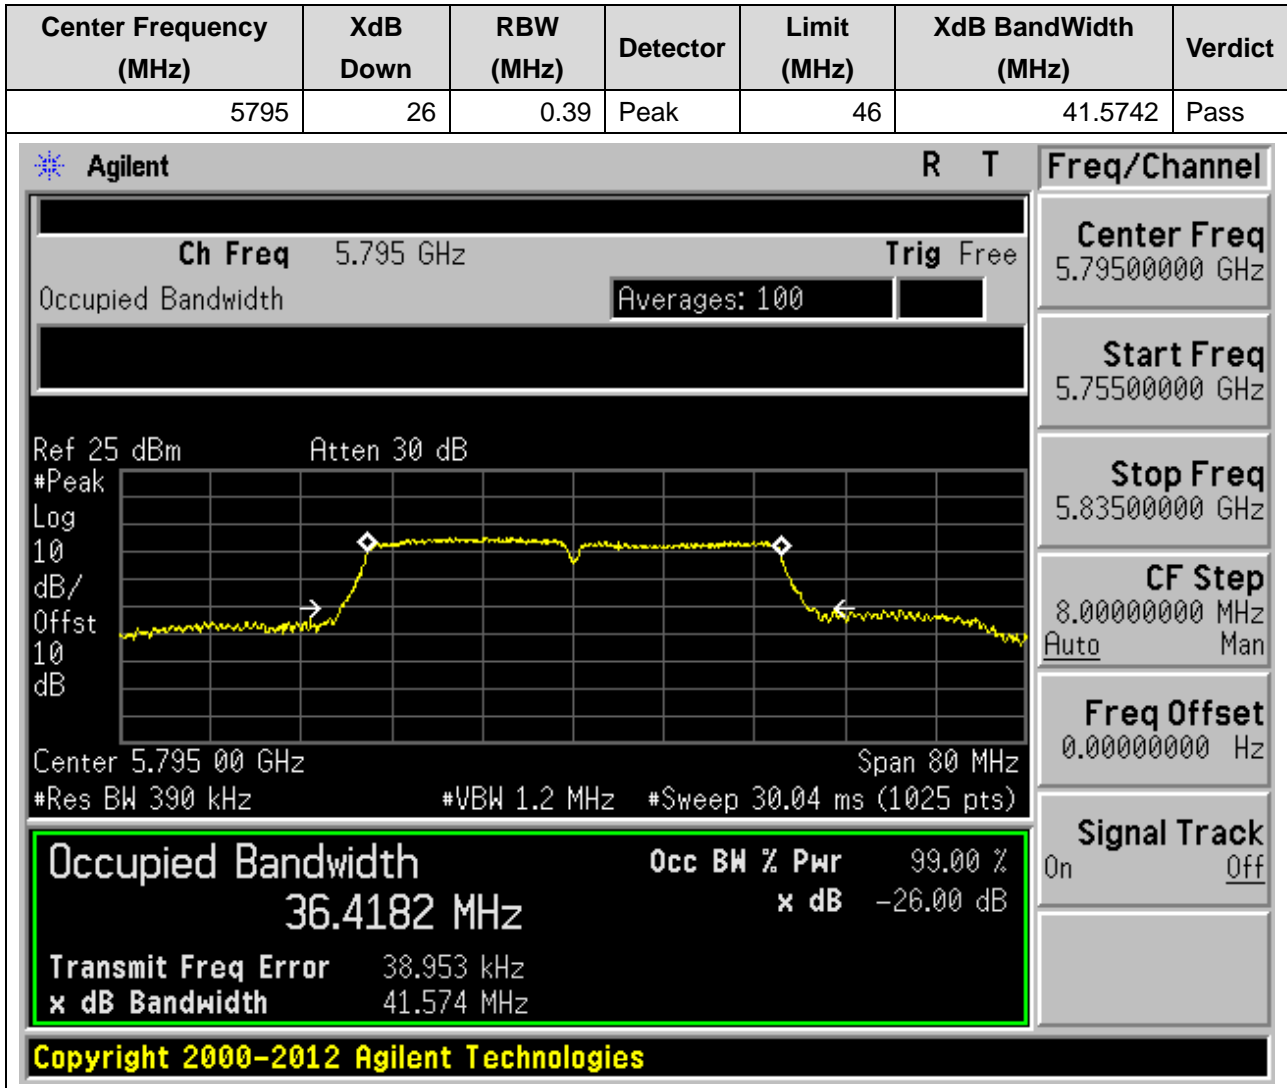 Center Frequency (MHz) XdB Down RBW (MHz) Detector Limit (MHz) XdB BandWidth (MHz) Verdict
5795 26 0.39 Peak 46 41.5742 Pass
Agilent R T Freq/Channel
Ch Freq 5.795 GHz Trig Free
Occupied Bandwidth Averages: 100
Ref 25 dBm Atten 30 dB
#Peak
Log
10
dB/
Offst
10
dB
Center 5.795 00 GHz Span 80 MHz
#Res BW 390 kHz #VBW 1.2 MHz #Sweep 30.04 ms (1025 pts)
Occupied Bandwidth Occ BW % Pwr 99.00 %
36.4182 MHz x dB -26.00 dB
Transmit Freq Error 38.953 kHz
x dB Bandwidth 41.574 MHz
Center Freq
5.79500000 GHz
Start Freq
5.75500000 GHz
Stop Freq
5.83500000 GHz
CF Step
8.00000000 MHz
Auto Man
Freq Offset
0.00000000 Hz
Signal Track
On Off
Copyright 2000-2012 Agilent Technologies